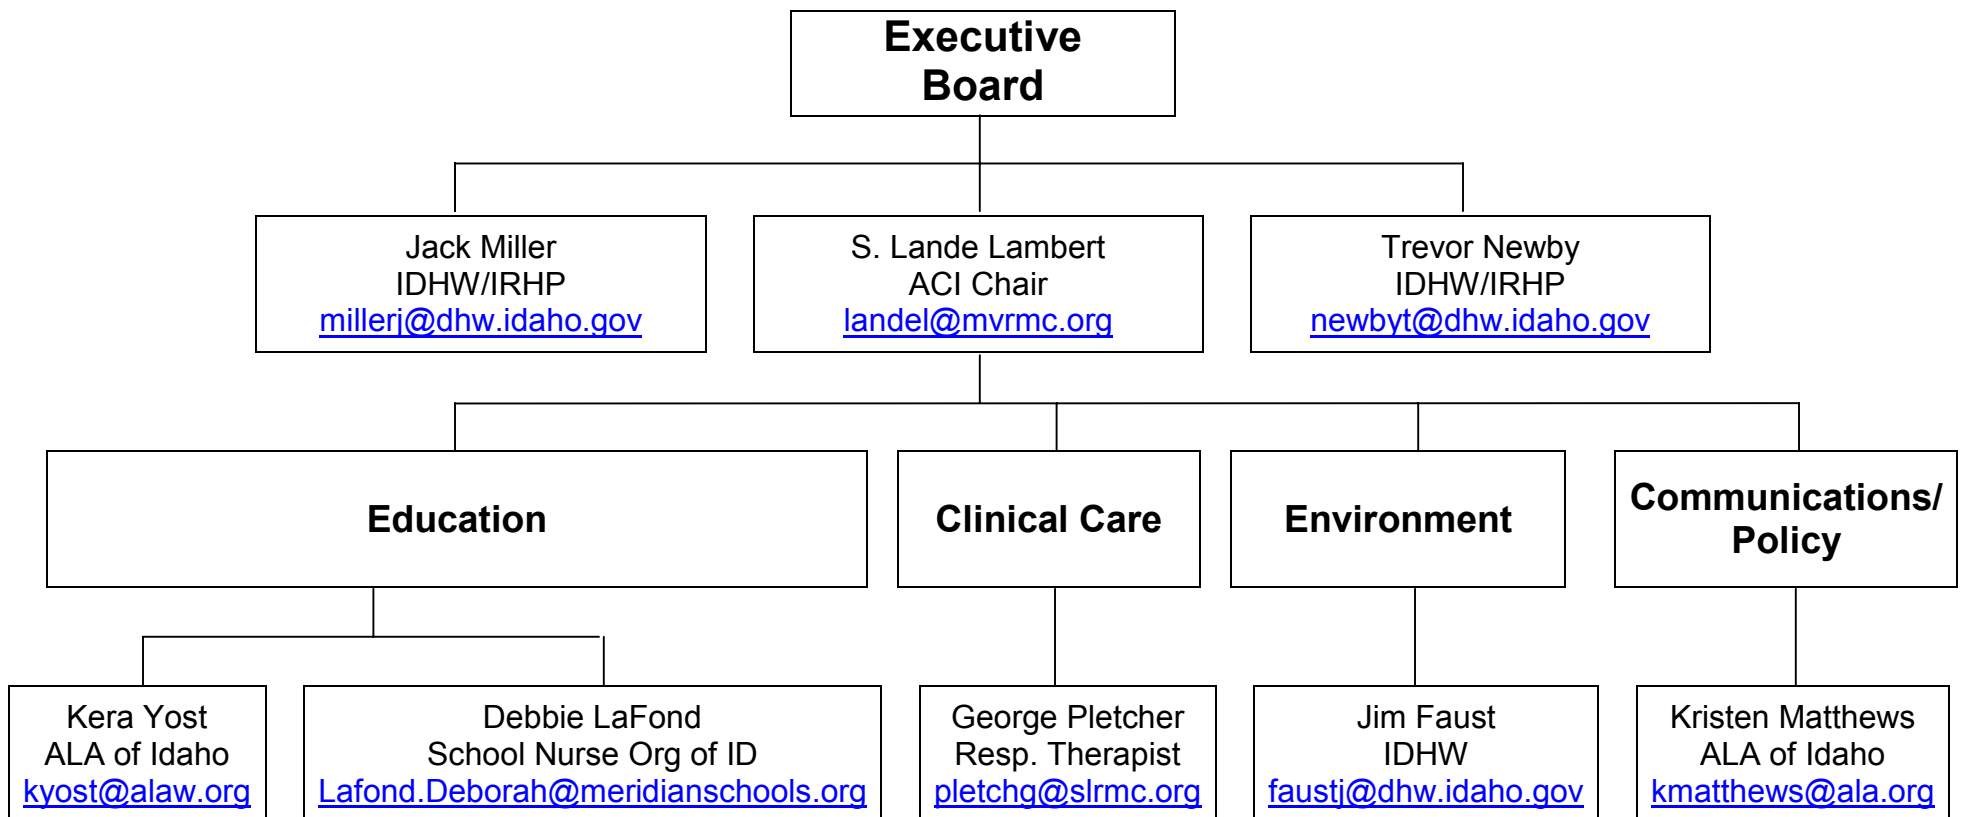 Executive
Board
Jack Miller
IDHW/IRHP
millerj@dhw.idaho.gov
S. Lande Lambert
ACI Chair
landel@mvrmc.org
Trevor Newby
IDHW/IRHP
newbyt@dhw.idaho.gov
Education
Clinical Care
Environment
Communications/
Policy
Kera Yost
ALA of Idaho
kyost@alaw.org
Debbie LaFond
School Nurse Org of ID
Lafond.Deborah@meridianschools.org
George Pletcher
Resp. Therapist
pletchg@slrmc.org
Jim Faust
IDHW
faustj@dhw.idaho.gov
Kristen Matthews
ALA of Idaho
kmatthews@ala.org